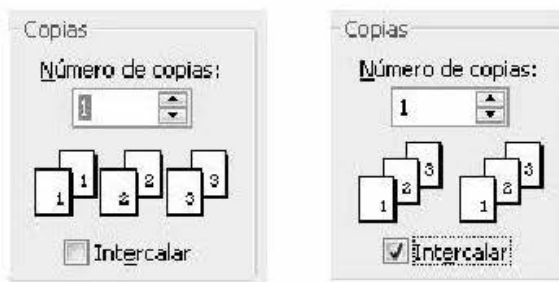 Copias
Número de copias:
1
1 1 2 2 3 3
Intercalar
Copias
Número de copias:
1
1 2 3 1 2 3
Intercalar